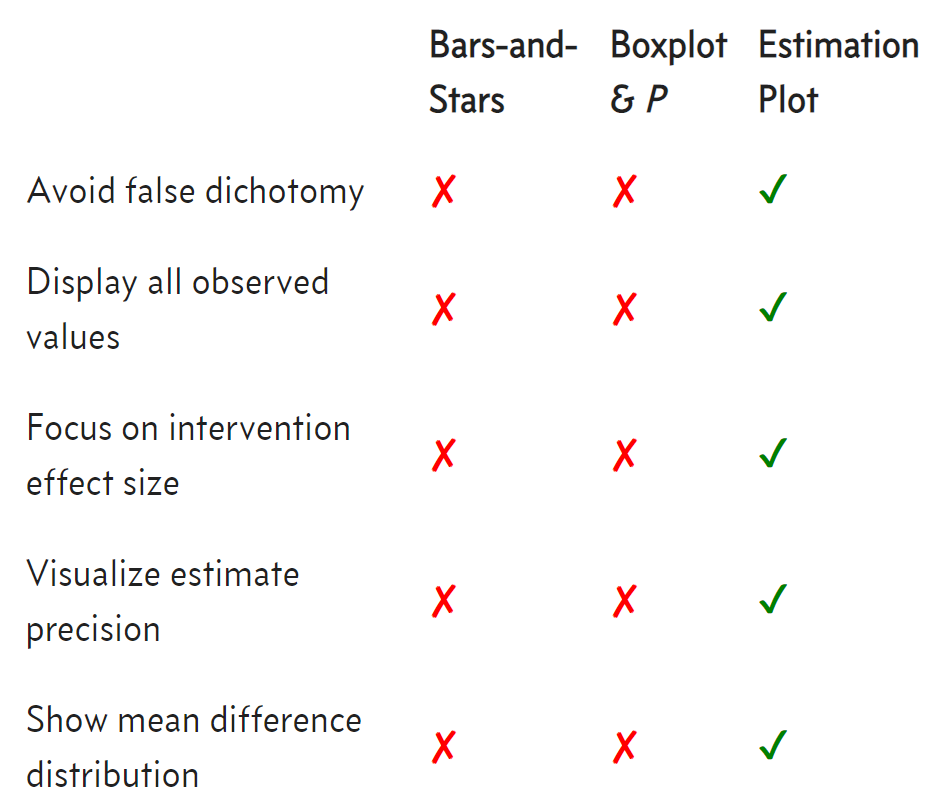 Bars-and- Boxplot Estimation
Stars & P Plot
Avoid false dichotomy ✗ ✗ ✓
Display all observed
values ✗ ✗ ✓
Focus on intervention
effect size ✗ ✗ ✓
Visualize estimate
precision ✗ ✗ ✓
Show mean difference
distribution ✗ ✗ ✓